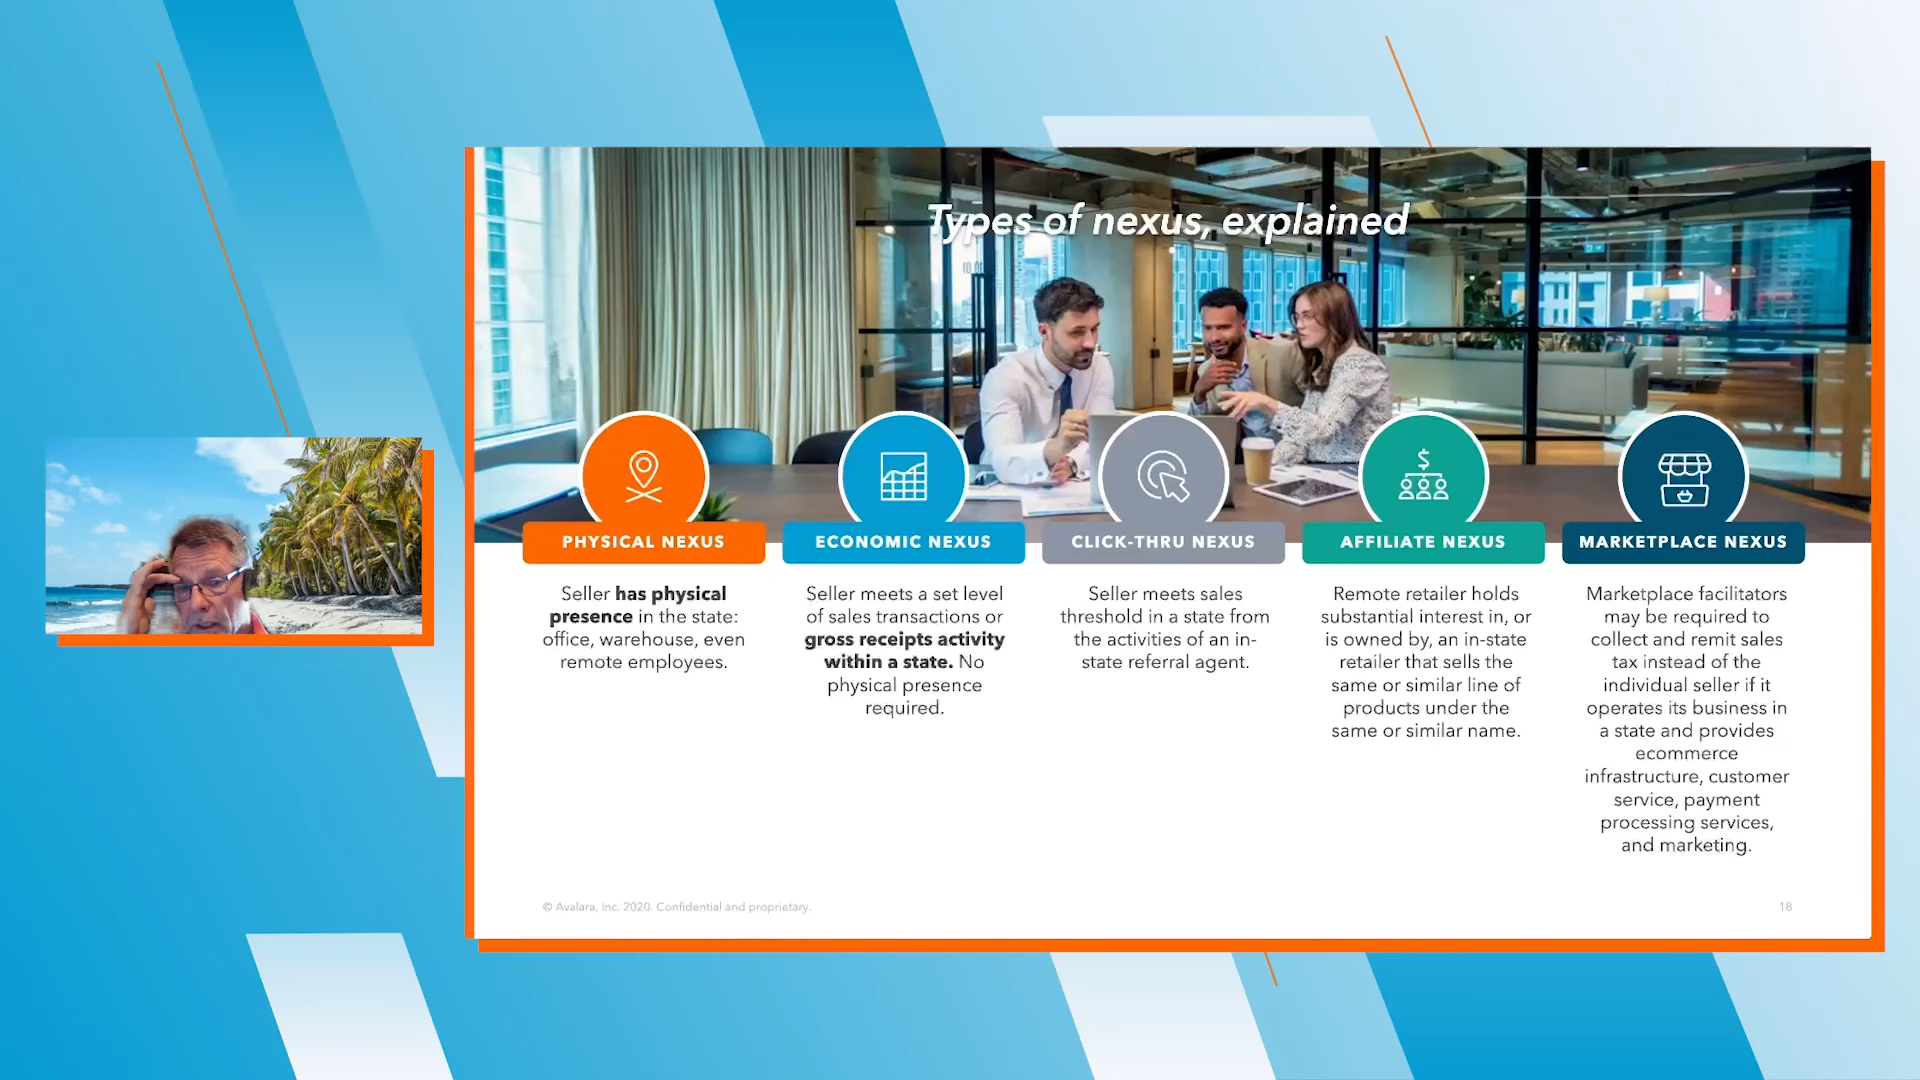 Types of nexus, explained
PHYSICAL NEXUS
Seller has physical
presence in the state:
office, warehouse, even
remote employees.
ECONOMIC NEXUS
Seller meets a set level
of sales transactions or
gross receipts activity
within a state. No
physical presence
required.
CLICK-THRU NEXUS
Seller meets sales
threshold in a state from
the activities of an in-
state referral agent.
AFFILIATE NEXUS
Remote retailer holds
substantial interest in, or
is owned by, an in-state
retailer that sells the
same or similar line of
products under the
same or similar name.
MARKETPLACE NEXUS
Marketplace facilitators
may be required to
collect and remit sales
tax instead of the
individual seller if it
operates its business in
a state and provides
ecommerce
infrastructure, customer
service, payment
processing services,
and marketing.
© Avalara, Inc. 2020. Confidential and proprietary.
18